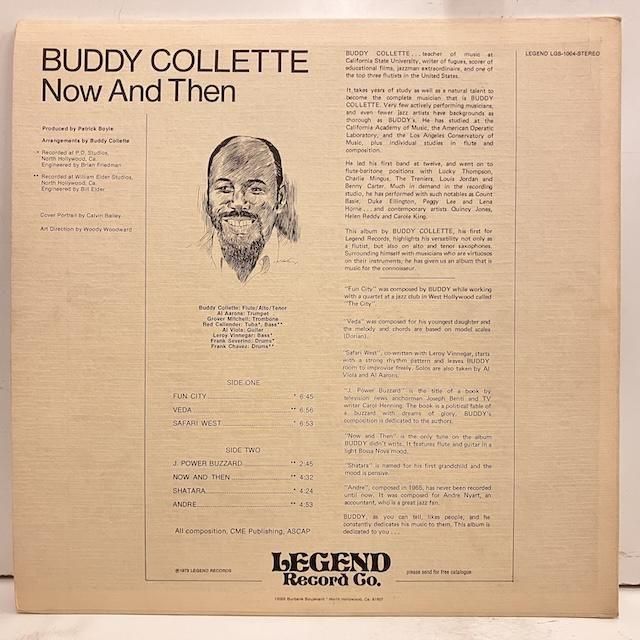 BUDDY COLLETTE
Now And Then
LEGEND LGS-1004-STEREO
Produced by Patrick Boyle
Arrangements by Buddy Collette
* Recorded at P.D. Studios,
North Hollywood, Ca.
Engineered by Brian Friedman
** Recorded at William Elder Studios,
North Hollywood, Ca.
Engineered by Bill Elder
Cover Portrait by Calvin Bailey
Art Direction by Woody Woodward
Buddy Collette: Flute/Alto/Tenor
Al Aarons: Trumpet
Grover Mitchell: Trombone
Red Callender: Tuba*, Bass**
Al Viola: Guitar
Leroy Vinnegar: Bass*
Frank Severino: Drums*
Frank Chavez: Drums**
SIDE ONE
FUN CITY * 6:45
VEDA ** 6:56
SAFARI WEST * 6:53
SIDE TWO
J. POWER BUZZARD ** 2:45
NOW AND THEN ** 4:32
SHATARA ** 4:24
ANDRE ** 4:53
All composition, CME Publishing, ASCAP
BUDDY COLLETTE . . . teacher of music at
California State University, writer of fugues, scorer of
educational films, jazzman extraordinaire, and one of
the top three flutists in the United States.
It takes years of study as well as a natural talent to
become the complete musician that is BUDDY
COLLETTE. Very few actively performing musicians,
and even fewer jazz artists have backgrounds as
thorough as BUDDY's. He has studied at the
California Academy of Music, the American Operatic
Laboratory, and the Los Angeles Conservatory of
Music, plus individual studies in flute and
composition.
He led his first band at twelve, and went on to
flute-baritone positions with Lucky Thompson,
Charlie Mingus, The Treniers, Louis Jordan and
Benny Carter. Much in demand in the recording
studio, he has performed with such notables as Count
Basie, Duke Ellington, Peggy Lee and Lena
Horne . . . and contemporary artists Quincy Jones,
Helen Reddy and Carole King.
This album by BUDDY COLLETTE, his first for
Legend Records, highlights his versatility not only as
a flutist, but also on alto and tenor saxophones.
Surrounding himself with musicians who are virtuosos
on their instruments, he has given us an album that is
music for the connoisseur.
"Fun City" was composed by BUDDY while working
with a quartet at a jazz club in West Hollywood called
"The City".
"Veda" was composed for his youngest daughter and
the melody and chords are based on model scales
(Dorian).
"Safari West", co-written with Leroy Vinnegar, starts
with a strong rhythm pattern and leaves BUDDY
room to improvise freely. Solos are also taken by Al
Viola and Al Aarons.
"J. Power Buzzard" is the title of a book by
television news anchorman Joseph Benti and TV
writer Carol Henning. The book is a political fable of
a buzzard with dreams of glory. BUDDY's
composition is dedicated to the authors.
"Now and Then" is the only tune on the album
BUDDY didn't write. It features flute and guitar in a
light Bossa Nova mood.
"Shatara" is named for his first grandchild and the
mood is pensive.
"Andre", composed in 1965, has never been recorded
until now. It was composed for Andre Nyart, an
accountant, who is a great jazz fan.
BUDDY, as you can tell, likes people, and he
constantly dedicates his music to them. This album is
dedicated to you . . .
℗1973 LEGEND RECORDS
LEGEND
Record Co.
please send for free catalogue
Burbank Boulevard * North Hollywood, Ca. 91607